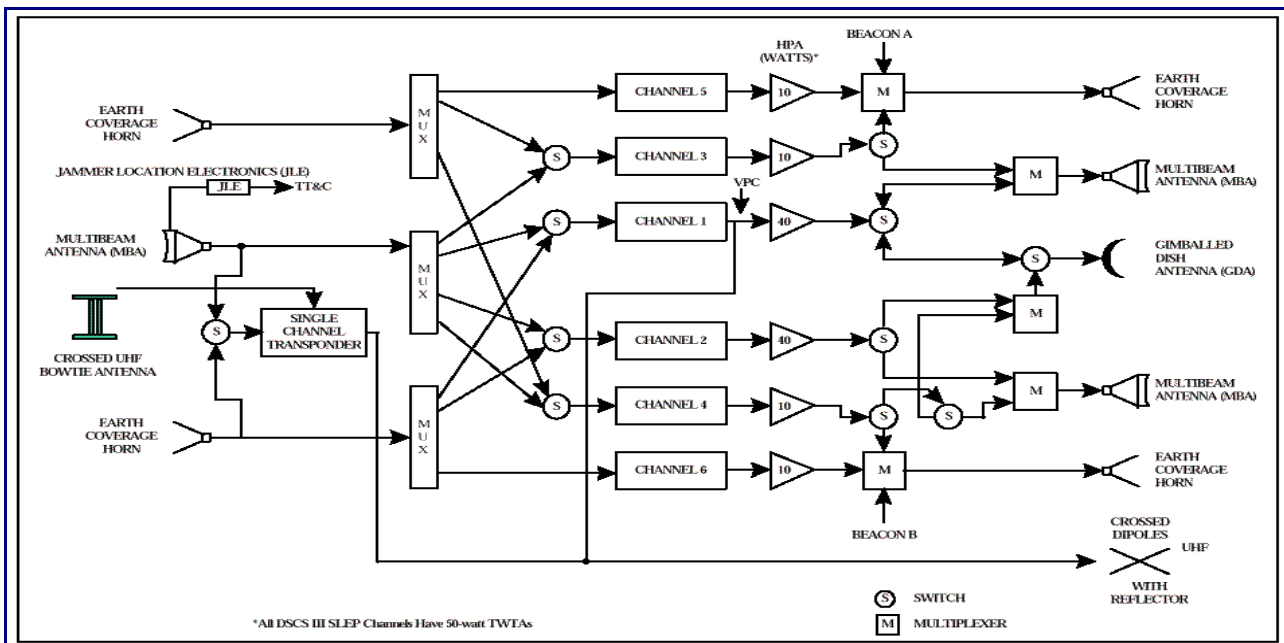 BEACON A
HPA
(WATTS)*
EARTH
COVERAGE
HORN
M
U
X
CHANNEL 5
10
M
EARTH
COVERAGE
HORN
S
CHANNEL 3
10
S
JAMMER LOCATION ELECTRONICS (JLE)
JLE
TT&C
VPC
M
MULTIBEAM
ANTENNA (MBA)
S
CHANNEL 1
40
S
MULTIBEAM
ANTENNA (MBA)
M
U
X
S
GIMBALLED
DISH
ANTENNA (GDA)
M
S
SINGLE
CHANNEL
TRANSPONDER
S
CHANNEL 2
40
S
CROSSED UHF
BOWTIE ANTENNA
M
U
X
S
CHANNEL 4
10
S
S
M
MULTIBEAM
ANTENNA (MBA)
EARTH
COVERAGE
HORN
CHANNEL 6
10
M
EARTH
COVERAGE
HORN
BEACON B
CROSSED
DIPOLES
UHF
WITH
REFLECTOR
S
SWITCH
M
MULTIPLEXER
*All DSCS III SLEP Channels Have 50-watt TWTAs